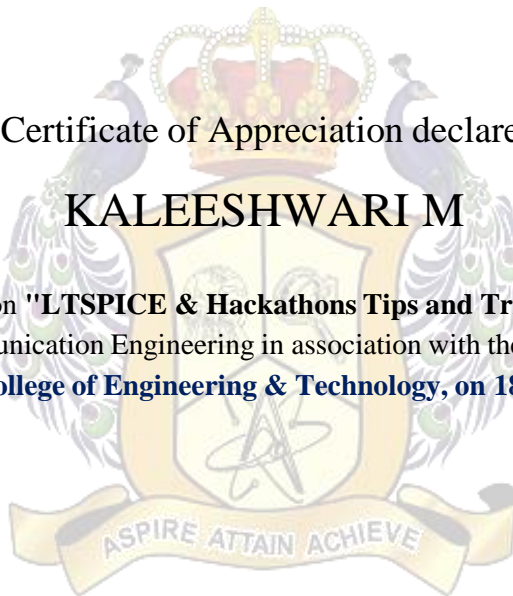 Certificate of Appreciation declare
KALEESHWARI M
on "LTSPICE & Hackathons Tips and Tr
unication Engineering in association with the
ollege of Engineering & Technology, on 18
ASPIRE ATTAIN ACHIEVE